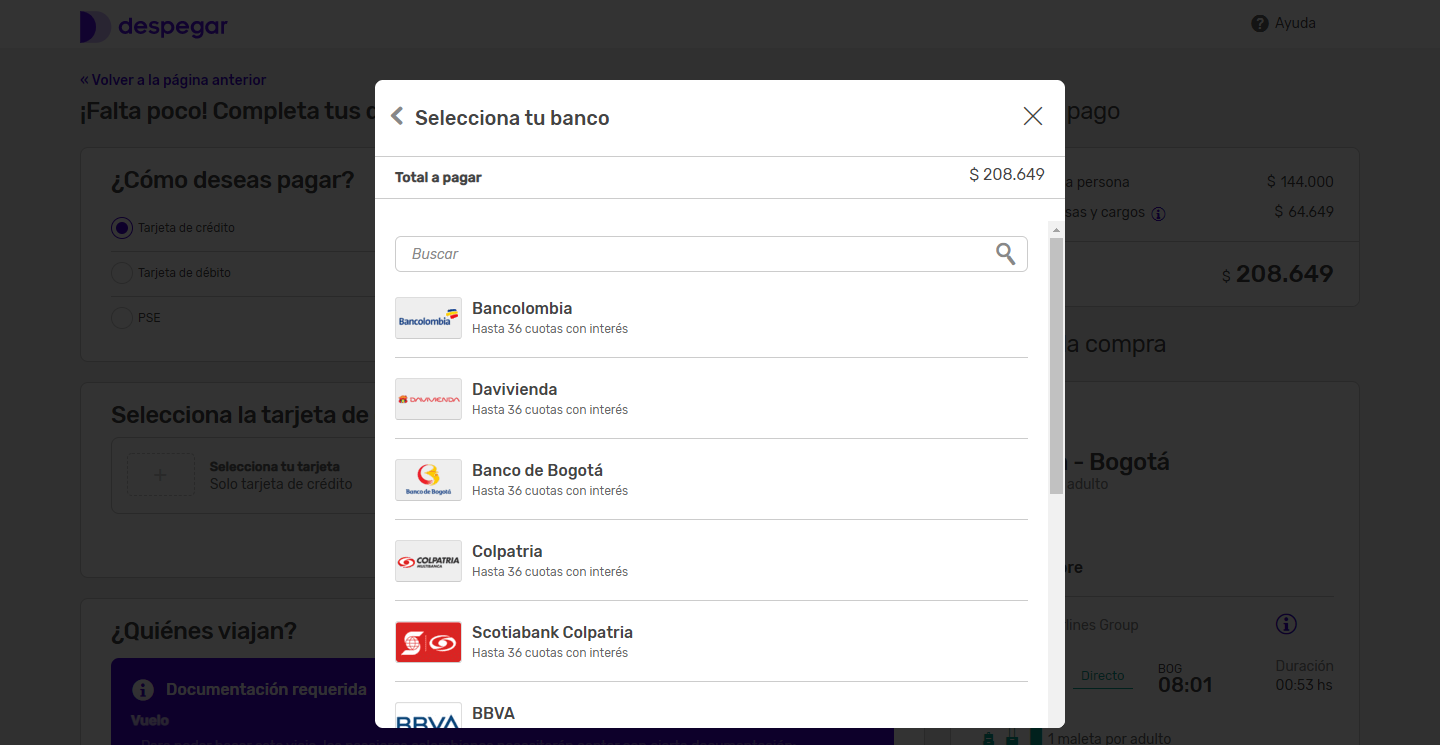 despegar
Ayuda
« Volver a la página anterior
¡Falta poco! Completa tus
pago
¿Cómo deseas pagar?
Tarjeta de crédito
Tarjeta de débito
PSE
Selecciona la tarjeta de
Selecciona tu tarjeta
Solo tarjeta de crédito
¿Quiénes viajan?
Documentación requerida
Vuelo
Selecciona tu banco
Total a pagar
$ 208.649
Buscar
Bancolombia
Bancolombia
Hasta 36 cuotas con interés
DAVIVIENDA
Davivienda
Hasta 36 cuotas con interés
Banco de Bogotá
Banco de Bogotá
Hasta 36 cuotas con interés
COLPATRIA
MULTIBANCA
Colpatria
Hasta 36 cuotas con interés
Scotiabank Colpatria
Hasta 36 cuotas con interés
BBVA
BBVA
a persona
$ 144.000
sas y cargos
$ 64.649
$ 208.649
a compra
- Bogotá
adulto
bre
lines Group
Directo
BOG
08:01
Duración
00:53 hs
1 maleta por adulto